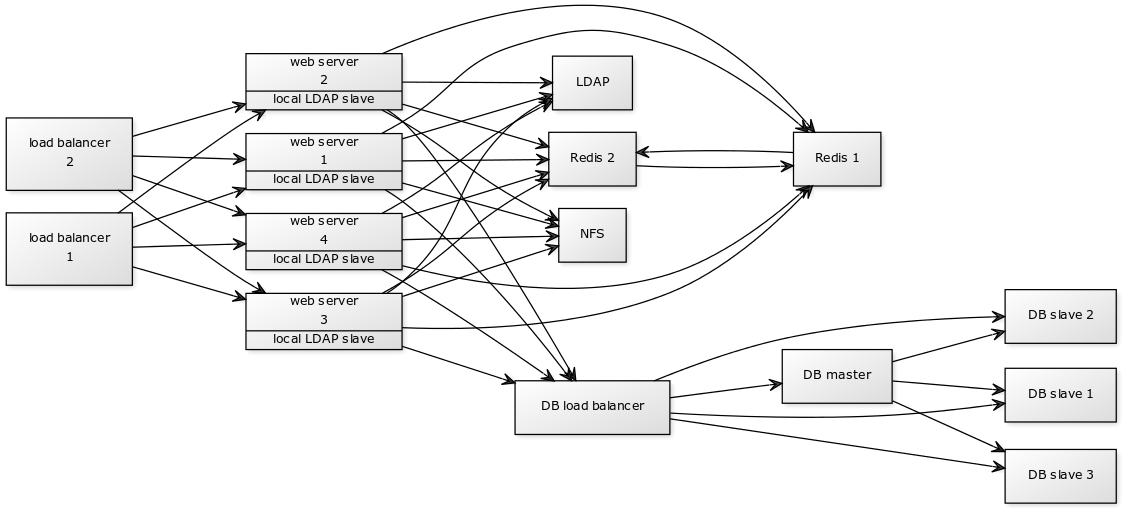 load balancer
2
load balancer
1
web server
2
local LDAP slave
web server
1
local LDAP slave
web server
4
local LDAP slave
web server
3
local LDAP slave
LDAP
Redis 2
NFS
Redis 1
DB load balancer
DB master
DB slave 2
DB slave 1
DB slave 3